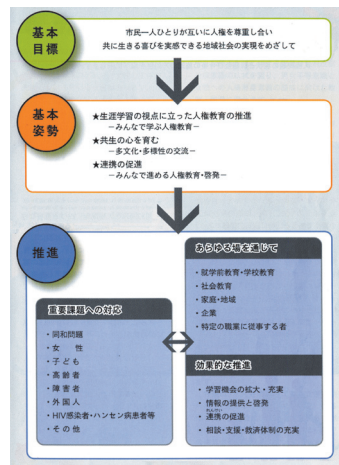 基本
目標
市民一人ひとりが互いに人権を尊重し合い
共に生きる喜びを実感できる地域社会の実現をめざして
基本
姿勢
★生涯学習の視点に立った人権教育の推進
－みんなで学ぶ人権教育－
★共生の心を育む
－多文化・多様性の交流－
★連携の促進
－みんなで進める人権教育・啓発－
推進
あらゆる場を通じて
・就学前教育・学校教育
・社会教育
・家庭・地域
・企業
・特定の職業に従事する者
重要課題への対応
・同和問題
・女　　性
・子ども
・高齢者
・障害者
・外国人
・HIV感染者・ハンセン病患者等
・その他
効果的な推進
・学習機会の拡大・充実
・情報の提供と啓発
れんけい
・連携の促進
・相談・支援・救済体制の充実